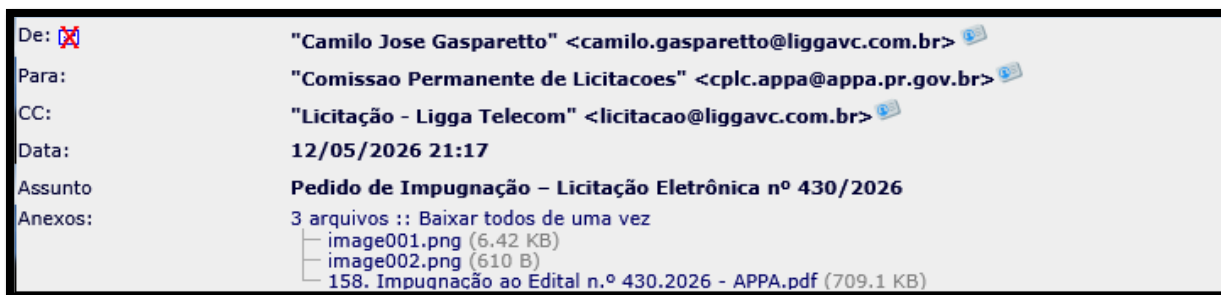 De: "Camilo Jose Gasparetto" <camilo.gasparetto@liggavc.com.br>
Para: "Comissao Permanente de Licitacoes" <cplc.appa@appa.pr.gov.br>
CC: "Licitação - Ligga Telecom" <licitacao@liggavc.com.br>
Data: 12/05/2026 21:17
Assunto Pedido de Impugnação – Licitação Eletrônica nº 430/2026
Anexos: 3 arquivos :: Baixar todos de uma vez
image001.png (6.42 KB)
image002.png (610 B)
158. Impugnação ao Edital n.º 430.2026 - APPA.pdf (709.1 KB)